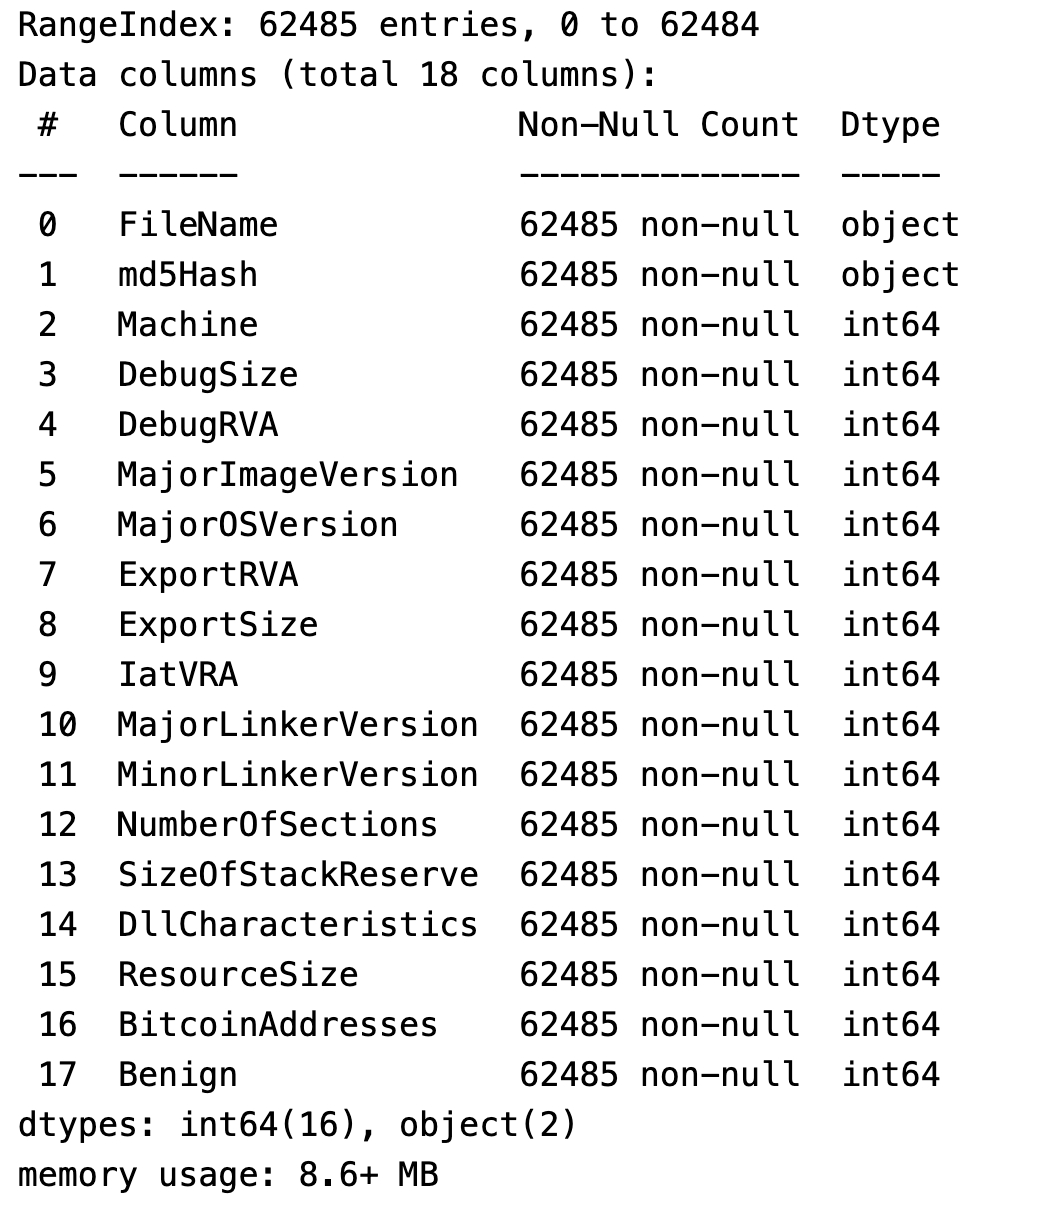 RangeIndex: 62485 entries, 0 to 62484
Data columns (total 18 columns):
 #   Column               Non-Null Count  Dtype
---  ------               --------------  -----
 0   FileName             62485 non-null  object
 1   md5Hash              62485 non-null  object
 2   Machine              62485 non-null  int64
 3   DebugSize            62485 non-null  int64
 4   DebugRVA             62485 non-null  int64
 5   MajorImageVersion    62485 non-null  int64
 6   MajorOSVersion       62485 non-null  int64
 7   ExportRVA            62485 non-null  int64
 8   ExportSize           62485 non-null  int64
 9   IatVRA               62485 non-null  int64
 10  MajorLinkerVersion   62485 non-null  int64
 11  MinorLinkerVersion   62485 non-null  int64
 12  NumberOfSections     62485 non-null  int64
 13  SizeOfStackReserve   62485 non-null  int64
 14  DllCharacteristics   62485 non-null  int64
 15  ResourceSize         62485 non-null  int64
 16  BitcoinAddresses     62485 non-null  int64
 17  Benign               62485 non-null  int64
dtypes: int64(16), object(2)
memory usage: 8.6+ MB